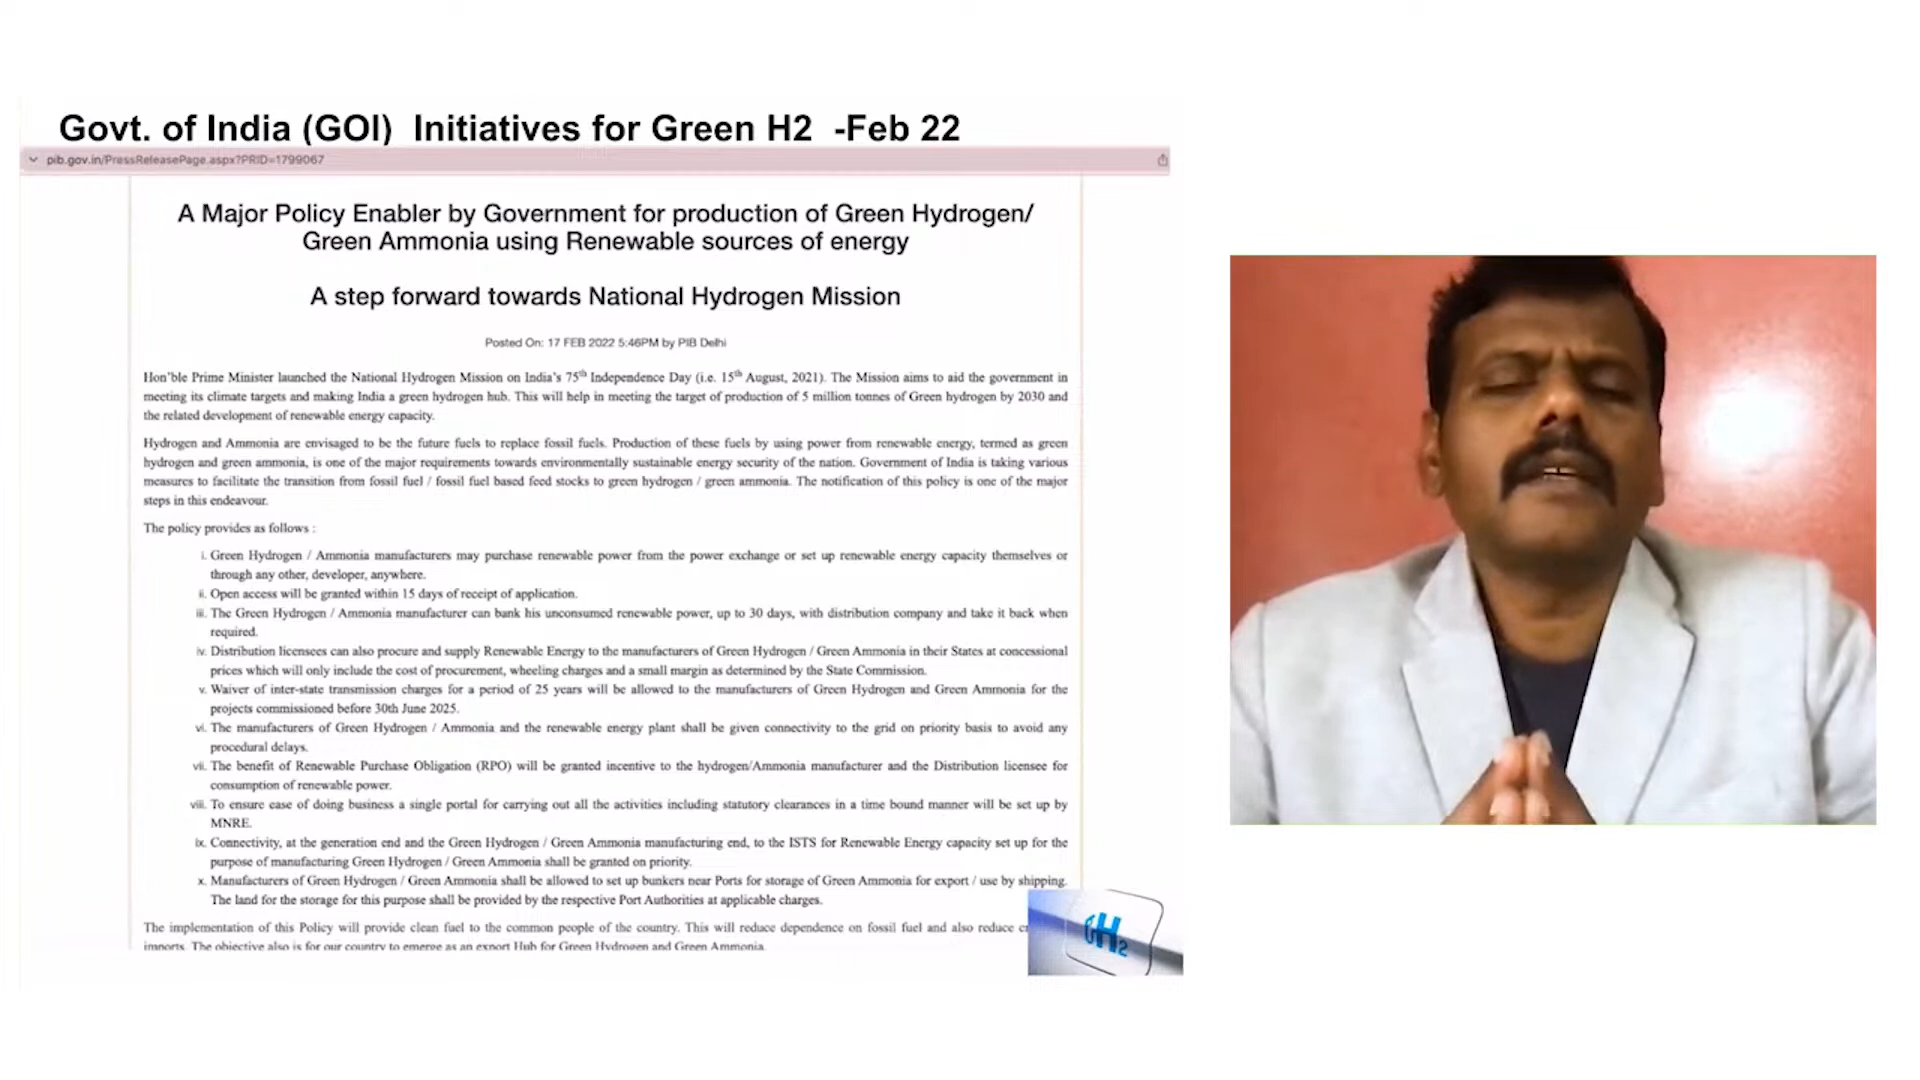 Govt. of India (GOI) Initiatives for Green H2 -Feb 22
pib.gov.in/PressReleasePage.aspx?PRID=1799067
A Major Policy Enabler by Government for production of Green Hydrogen/
Green Ammonia using Renewable sources of energy
A step forward towards National Hydrogen Mission
Posted On: 17 FEB 2022 5:46PM by PIB Delhi
Hon'ble Prime Minister launched the National Hydrogen Mission on India's 75th Independence Day (i.e. 15th August, 2021). The Mission aims to aid the government in
meeting its climate targets and making India a green hydrogen hub. This will help in meeting the target of production of 5 million tonnes of Green hydrogen by 2030 and
the related development of renewable energy capacity.
Hydrogen and Ammonia are envisaged to be the future fuels to replace fossil fuels. Production of these fuels by using power from renewable energy, termed as green
hydrogen and green ammonia, is one of the major requirements towards environmentally sustainable energy security of the nation. Government of India is taking various
measures to facilitate the transition from fossil fuel / fossil fuel based feed stocks to green hydrogen / green ammonia. The notification of this policy is one of the major
steps in this endeavour.
The policy provides as follows :
i. Green Hydrogen / Ammonia manufacturers may purchase renewable power from the power exchange or set up renewable energy capacity themselves or
through any other, developer, anywhere.
ii. Open access will be granted within 15 days of receipt of application.
iii. The Green Hydrogen / Ammonia manufacturer can bank his unconsumed renewable power, up to 30 days, with distribution company and take it back when
required.
iv. Distribution licensees can also procure and supply Renewable Energy to the manufacturers of Green Hydrogen / Green Ammonia in their States at concessional
prices which will only include the cost of procurement, wheeling charges and a small margin as determined by the State Commission.
v. Waiver of inter-state transmission charges for a period of 25 years will be allowed to the manufacturers of Green Hydrogen and Green Ammonia for the
projects commissioned before 30th June 2025.
vi. The manufacturers of Green Hydrogen / Ammonia and the renewable energy plant shall be given connectivity to the grid on priority basis to avoid any
procedural delays.
vii. The benefit of Renewable Purchase Obligation (RPO) will be granted incentive to the hydrogen/Ammonia manufacturer and the Distribution licensee for
consumption of renewable power.
viii. To ensure ease of doing business a single portal for carrying out all the activities including statutory clearances in a time bound manner will be set up by
MNRE.
ix. Connectivity, at the generation end and the Green Hydrogen / Green Ammonia manufacturing end, to the ISTS for Renewable Energy capacity set up for the
purpose of manufacturing Green Hydrogen / Green Ammonia shall be granted on priority.
x. Manufacturers of Green Hydrogen / Green Ammonia shall be allowed to set up bunkers near Ports for storage of Green Ammonia for export / use by shipping.
The land for the storage for this purpose shall be provided by the respective Port Authorities at applicable charges.
The implementation of this Policy will provide clean fuel to the common people of the country. This will reduce dependence on fossil fuel and also reduce
imports. The objective also is for our country to emerge as an export Hub for Green Hydrogen and Green Ammonia.
H2